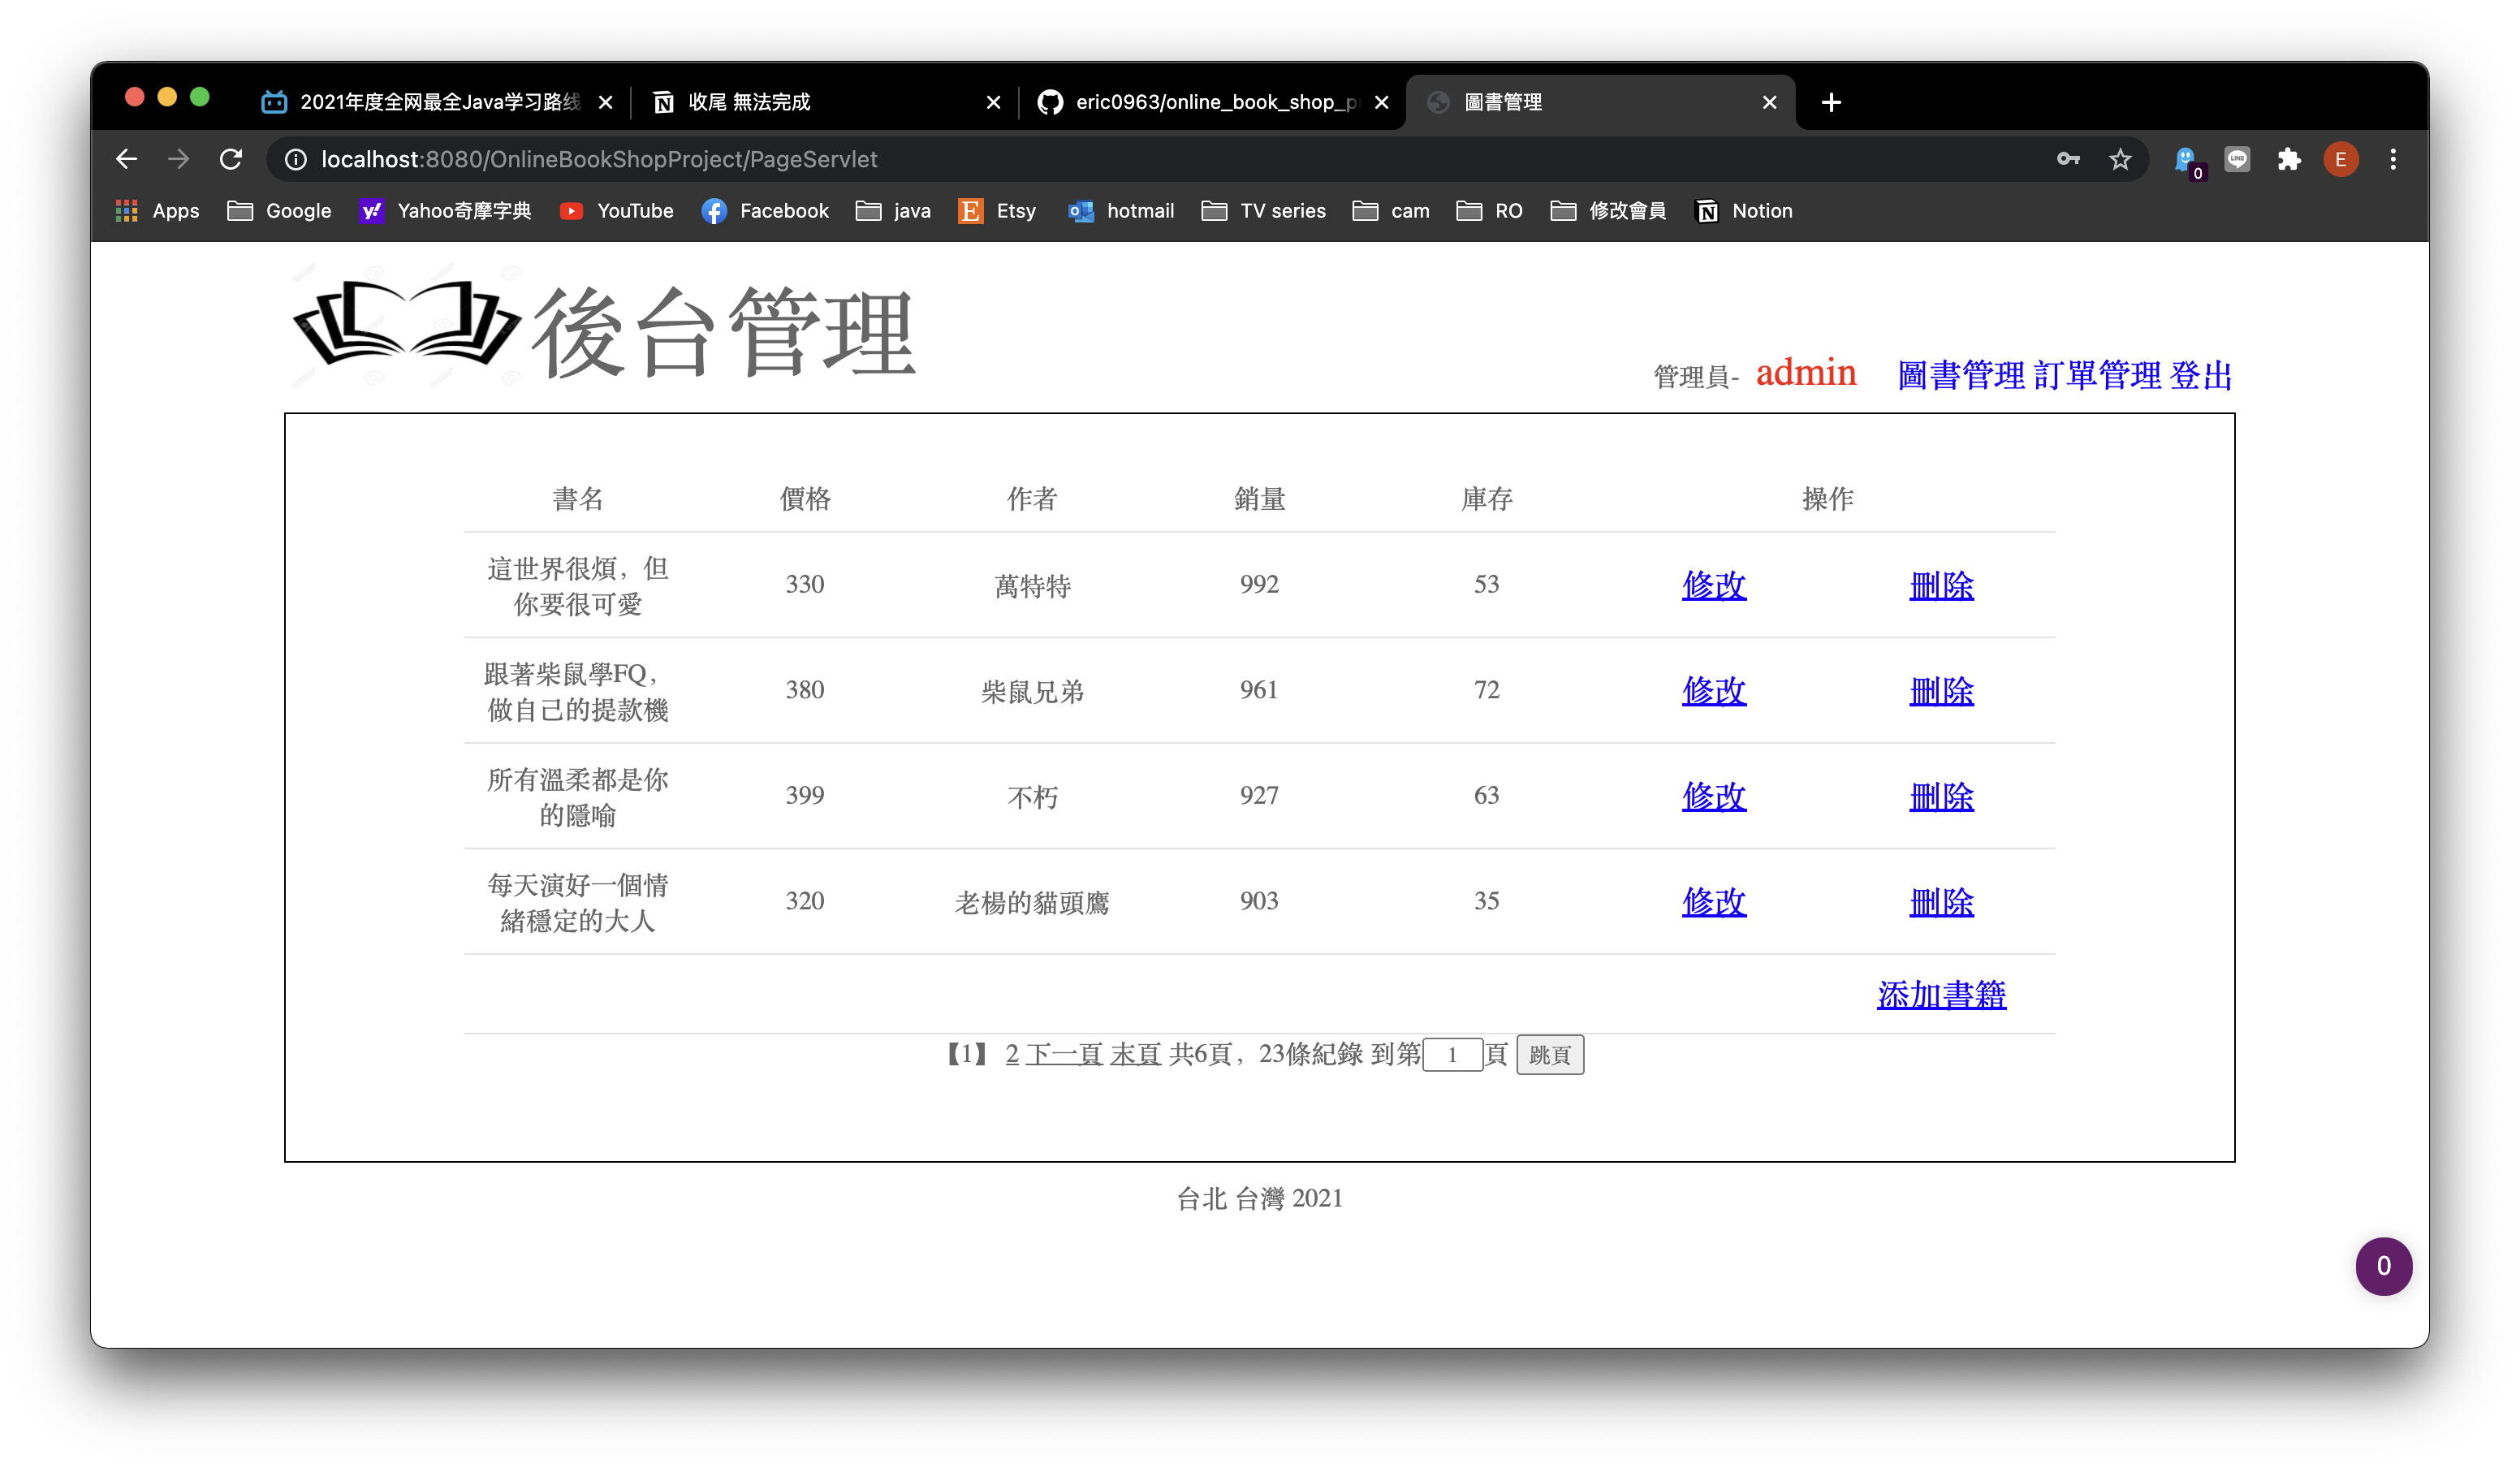 2021年度全网最全Java学习路线 收尾 無法完成 eric0963/online_book_shop_p 圖書管理
localhost:8080/OnlineBookShopProject/PageServlet 0 LINE E
Apps Google Yahoo奇摩字典 YouTube Facebook java Etsy hotmail TV series cam RO 修改會員 Notion
後台管理
管理員- admin 圖書管理 訂單管理 登出
書名 價格 作者 銷量 庫存 操作
這世界很煩，但
你要很可愛
330 萬特特 992 53 修改 刪除
跟著柴鼠學FQ，
做自己的提款機
380 柴鼠兄弟 961 72 修改 刪除
所有溫柔都是你
的隱喻
399 不朽 927 63 修改 刪除
每天演好一個情
緒穩定的大人
320 老楊的貓頭鷹 903 35 修改 刪除
添加書籍
【1】 2 下一頁 末頁 共6頁，23條紀錄 到第 1 頁 跳頁
台北 台灣 2021
0